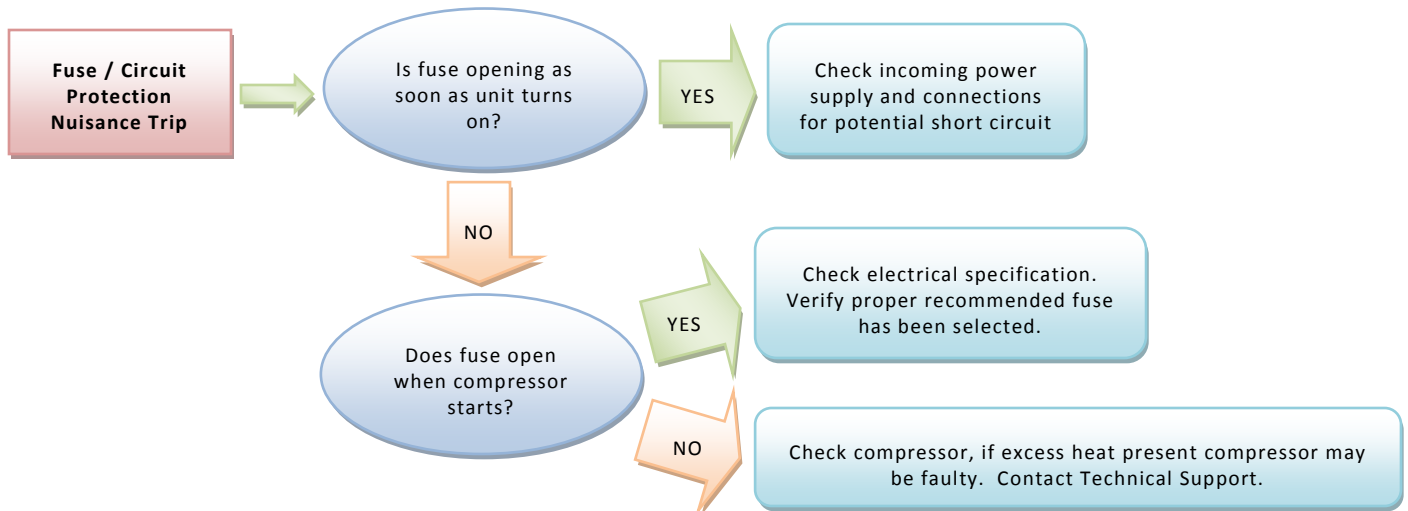 Fuse / Circuit
Protection
Nuisance Trip
Is fuse opening as
soon as unit turns
on?
YES
Check incoming power
supply and connections
for potential short circuit
NO
Does fuse open
when compressor
starts?
YES
Check electrical specification.
Verify proper recommended fuse
has been selected.
NO
Check compressor, if excess heat present compressor may
be faulty. Contact Technical Support.